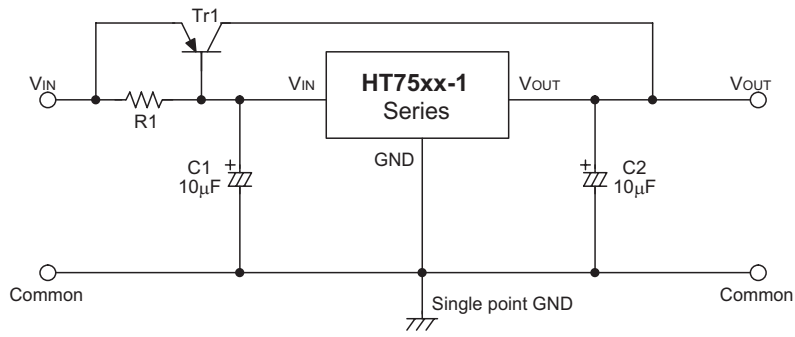 Tr1
VIN
R1
VIN
HT75xx-1
Series
VOUT
VOUT
GND
C1
10μF
C2
10μF
Common
Single point GND
Common